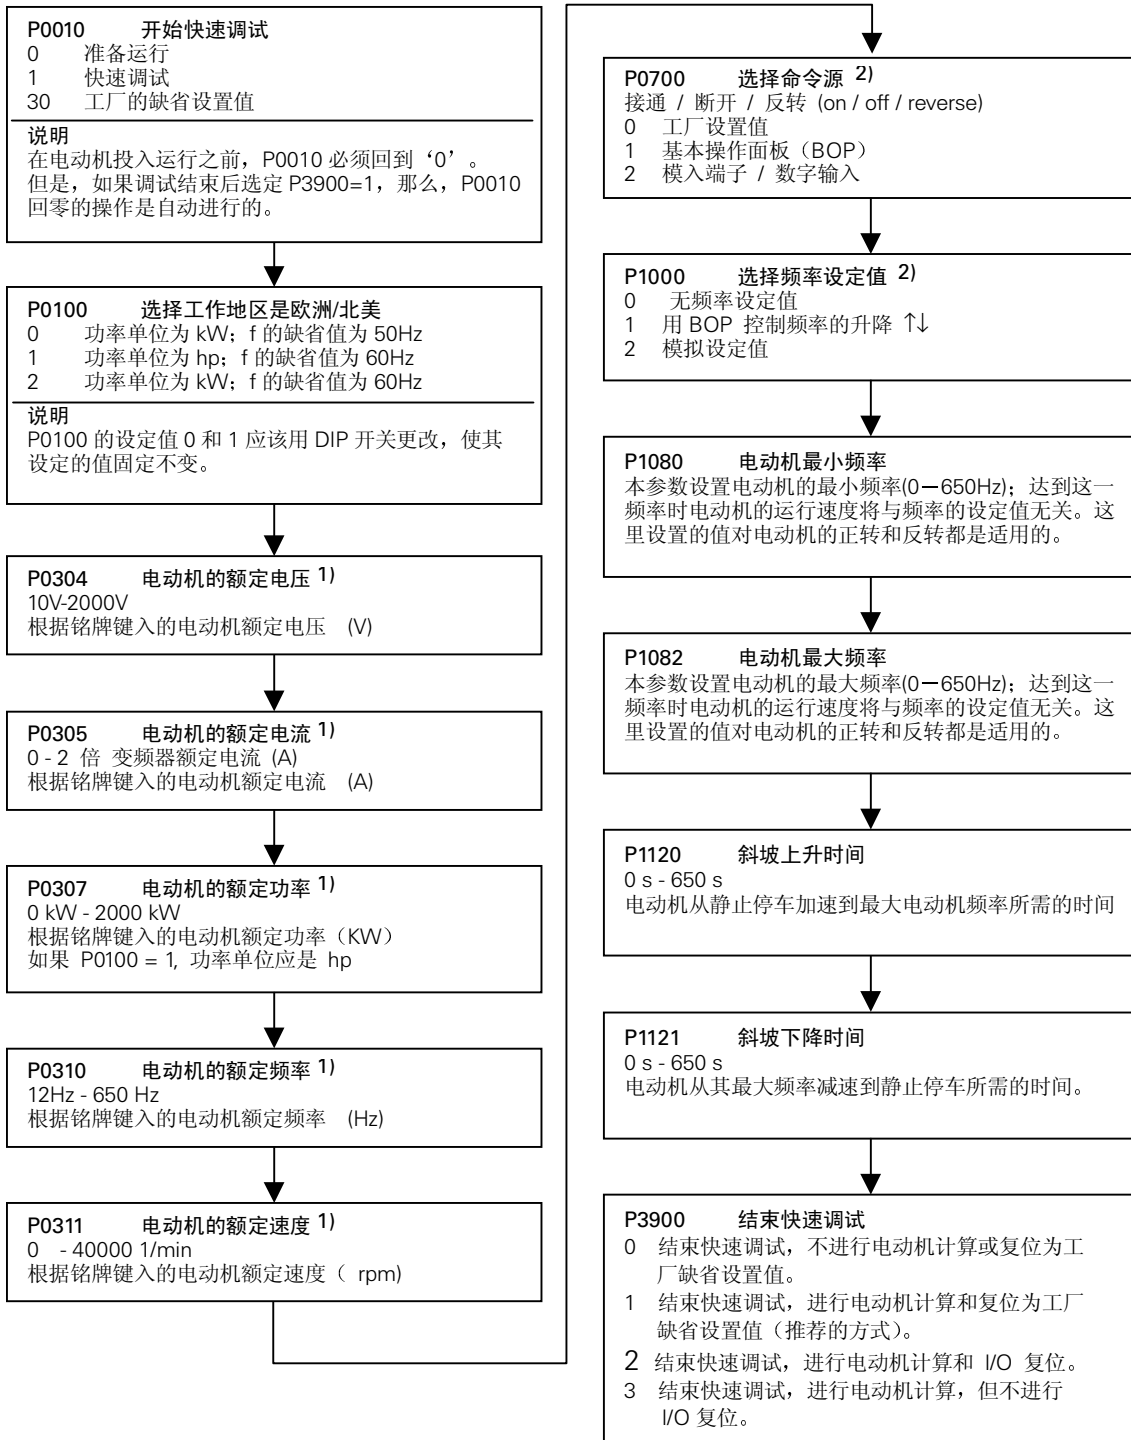 P0010 开始快速调试
0 准备运行
1 快速调试
30 工厂的缺省设置值
说明
在电动机投入运行之前，P0010 必须回到‘0’。
但是，如果调试结束后选定 P3900=1，那么，P0010
回零的操作是自动进行的。
P0100 选择工作地区是欧洲/北美
0 功率单位为 kW；f 的缺省值为 50Hz
1 功率单位为 hp；f 的缺省值为 60Hz
2 功率单位为 kW；f 的缺省值为 60Hz
说明
P0100 的设定值 0 和 1 应该用 DIP 开关更改，使其
设定的值固定不变。
P0304 电动机的额定电压 1)
10V-2000V
根据铭牌键入的电动机额定电压 (V)
P0305 电动机的额定电流 1)
0 - 2 倍 变频器额定电流 (A)
根据铭牌键入的电动机额定电流 (A)
P0307 电动机的额定功率 1)
0 kW - 2000 kW
根据铭牌键入的电动机额定功率（KW）
如果 P0100 = 1, 功率单位应是 hp
P0310 电动机的额定频率 1)
12Hz - 650 Hz
根据铭牌键入的电动机额定频率 (Hz)
P0311 电动机的额定速度 1)
0 - 40000 1/min
根据铭牌键入的电动机额定速度（ rpm)
P0700 选择命令源 2)
接通 / 断开 / 反转 (on / off / reverse)
0 工厂设置值
1 基本操作面板（BOP）
2 模入端子 / 数字输入
P1000 选择频率设定值 2)
0 无频率设定值
1 用 BOP 控制频率的升降 ↑↓
2 模拟设定值
P1080 电动机最小频率
本参数设置电动机的最小频率(0－650Hz)；达到这一
频率时电动机的运行速度将与频率的设定值无关。这
里设置的值对电动机的正转和反转都是适用的。
P1082 电动机最大频率
本参数设置电动机的最大频率(0－650Hz)；达到这一
频率时电动机的运行速度将与频率的设定值无关。这
里设置的值对电动机的正转和反转都是适用的。
P1120 斜坡上升时间
0 s - 650 s
电动机从静止停车加速到最大电动机频率所需的时间
P1121 斜坡下降时间
0 s - 650 s
电动机从其最大频率减速到静止停车所需的时间。
P3900 结束快速调试
0 结束快速调试，不进行电动机计算或复位为工
厂缺省设置值。
1 结束快速调试，进行电动机计算和复位为工厂
缺省设置值（推荐的方式）。
2 结束快速调试，进行电动机计算和 I/O 复位。
3 结束快速调试，进行电动机计算，但不进行
I/O 复位。